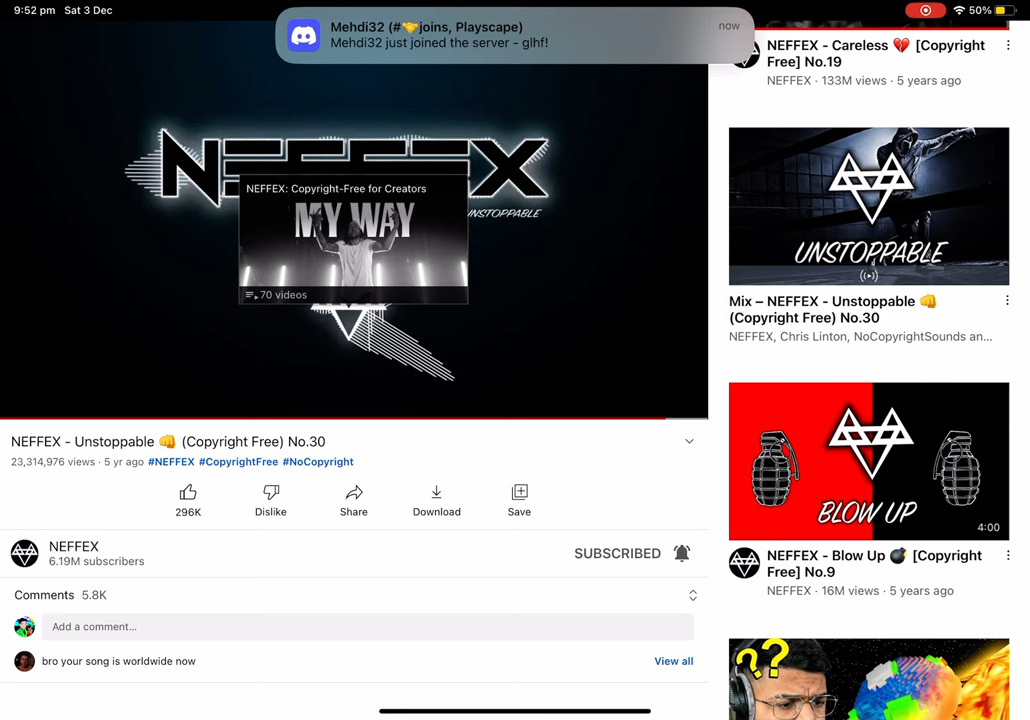 9:52 pm Sat 3 Dec
50%
Mehdi32 (#🤝joins, Playscape)
now
Mehdi32 just joined the server - glhf!
NEFFEX
UNSTOPPABLE
NEFFEX: Copyright-Free for Creators
MY WAY
70 videos
NEFFEX - Unstoppable 👊 (Copyright Free) No.30
23,314,976 views · 5 yr ago #NEFFEX #CopyrightFree #NoCopyright
296K
Dislike
Share
Download
Save
NEFFEX
6.19M subscribers
SUBSCRIBED
Comments 5.8K
Add a comment...
bro your song is worldwide now
View all
NEFFEX - Careless 💔 [Copyright
Free] No.19
NEFFEX · 133M views · 5 years ago
UNSTOPPABLE
Mix – NEFFEX - Unstoppable 👊
(Copyright Free) No.30
NEFFEX, Chris Linton, NoCopyrightSounds an...
BLOW UP
4:00
NEFFEX - Blow Up 💣 [Copyright
Free] No.9
NEFFEX · 16M views · 5 years ago
??